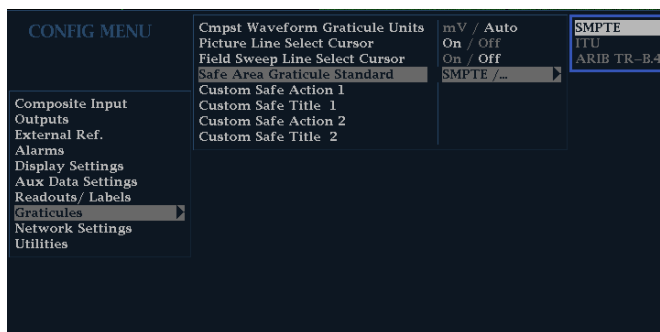 CONFIG MENU
Composite Input
Outputs
External Ref.
Alarms
Display Settings
Aux Data Settings
Readouts/ Labels
Graticules
Network Settings
Utilities
Cmpst Waveform Graticule Units mV / Auto
Picture Line Select Cursor On / Off
Field Sweep Line Select Cursor On / Off
Safe Area Graticule Standard SMPTE /...
Custom Safe Action 1
Custom Safe Title 1
Custom Safe Action 2
Custom Safe Title 2
SMPTE
ITU
ARIB TR-B.4